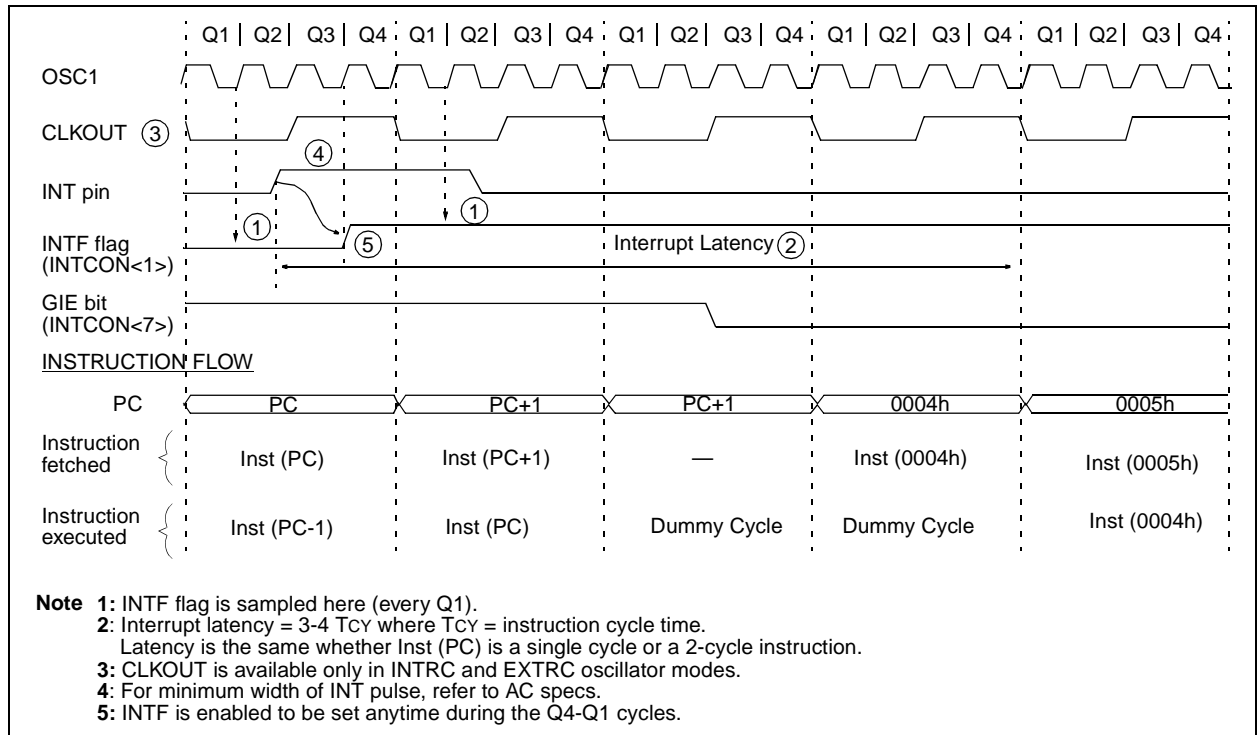 Q1 | Q2 | Q3 | Q4 Q1 | Q2 | Q3 | Q4 Q1 | Q2 | Q3 | Q4 Q1 | Q2 | Q3 | Q4 Q1 | Q2 | Q3 | Q4
OSC1
CLKOUT ③
④
INT pin
①
①
INTF flag
(INTCON<1>)
⑤
Interrupt Latency ②
GIE bit
(INTCON<7>)
INSTRUCTION FLOW
PC PC PC+1 PC+1 0004h 0005h
Instruction
fetched
Inst (PC) Inst (PC+1) — Inst (0004h) Inst (0005h)
Instruction
executed
Inst (PC-1) Inst (PC) Dummy Cycle Dummy Cycle Inst (0004h)
Note 1: INTF flag is sampled here (every Q1).
2: Interrupt latency = 3-4 TCY where TCY = instruction cycle time.
Latency is the same whether Inst (PC) is a single cycle or a 2-cycle instruction.
3: CLKOUT is available only in INTRC and EXTRC oscillator modes.
4: For minimum width of INT pulse, refer to AC specs.
5: INTF is enabled to be set anytime during the Q4-Q1 cycles.